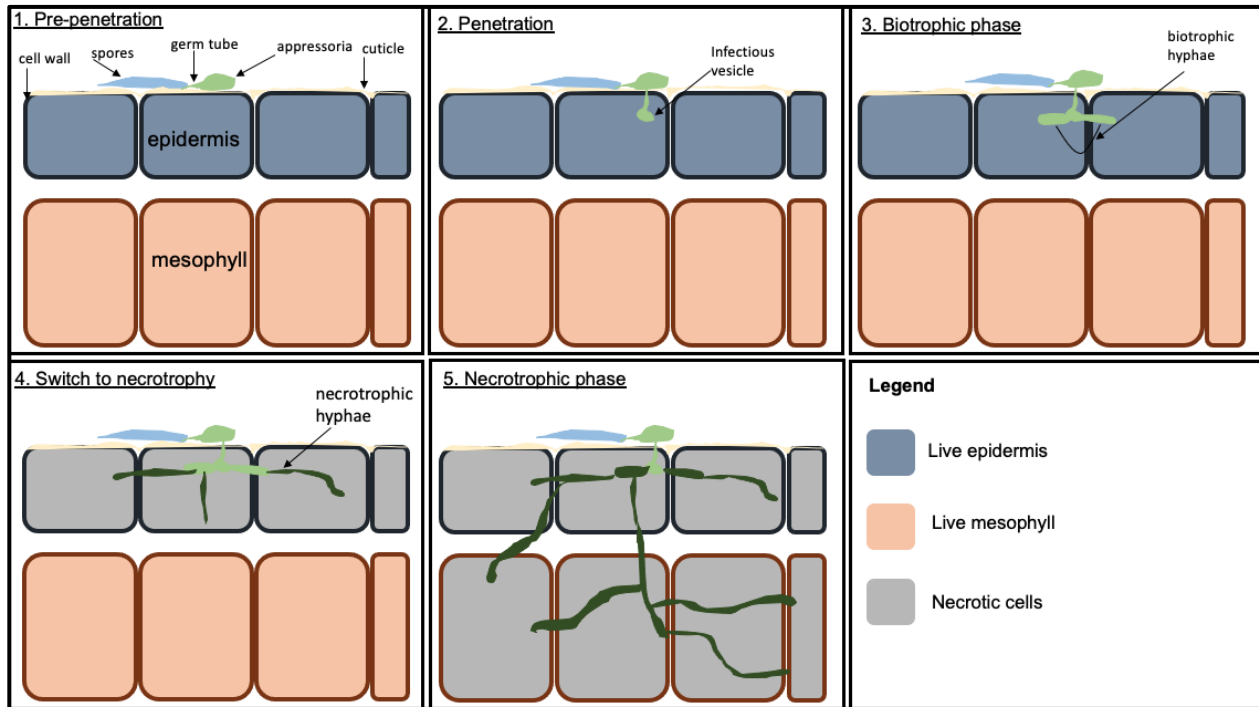 1. Pre-penetration
cell wall
spores
germ tube
appressoria
cuticle
epidermis
mesophyll
2. Penetration
Infectious
vesicle
3. Biotrophic phase
biotrophic
hyphae
4. Switch to necrotrophy
necrotrophic
hyphae
5. Necrotrophic phase
Legend
Live epidermis
Live mesophyll
Necrotic cells